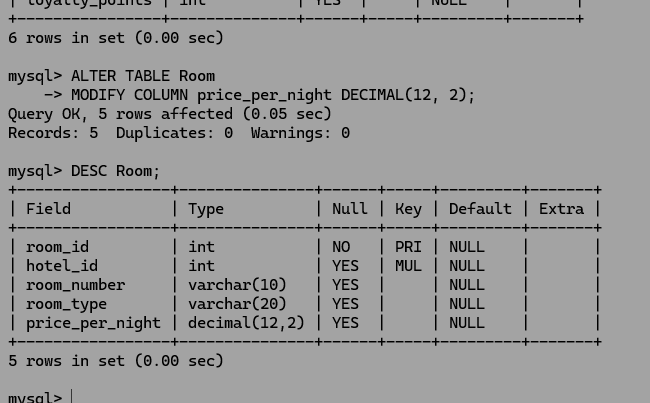 | loyalty_points | int | YES | | NULL | |
+----------------+--------------+------+-----+---------+-------+
6 rows in set (0.00 sec)

mysql> ALTER TABLE Room
    -> MODIFY COLUMN price_per_night DECIMAL(12, 2);
Query OK, 5 rows affected (0.05 sec)
Records: 5  Duplicates: 0  Warnings: 0

mysql> DESC Room;
+-----------------+---------------+------+-----+---------+-------+
| Field           | Type          | Null | Key | Default | Extra |
+-----------------+---------------+------+-----+---------+-------+
| room_id         | int           | NO   | PRI | NULL    |       |
| hotel_id        | int           | YES  | MUL | NULL    |       |
| room_number     | varchar(10)   | YES  |     | NULL    |       |
| room_type       | varchar(20)   | YES  |     | NULL    |       |
| price_per_night | decimal(12,2) | YES  |     | NULL    |       |
+-----------------+---------------+------+-----+---------+-------+
5 rows in set (0.00 sec)

mysql>